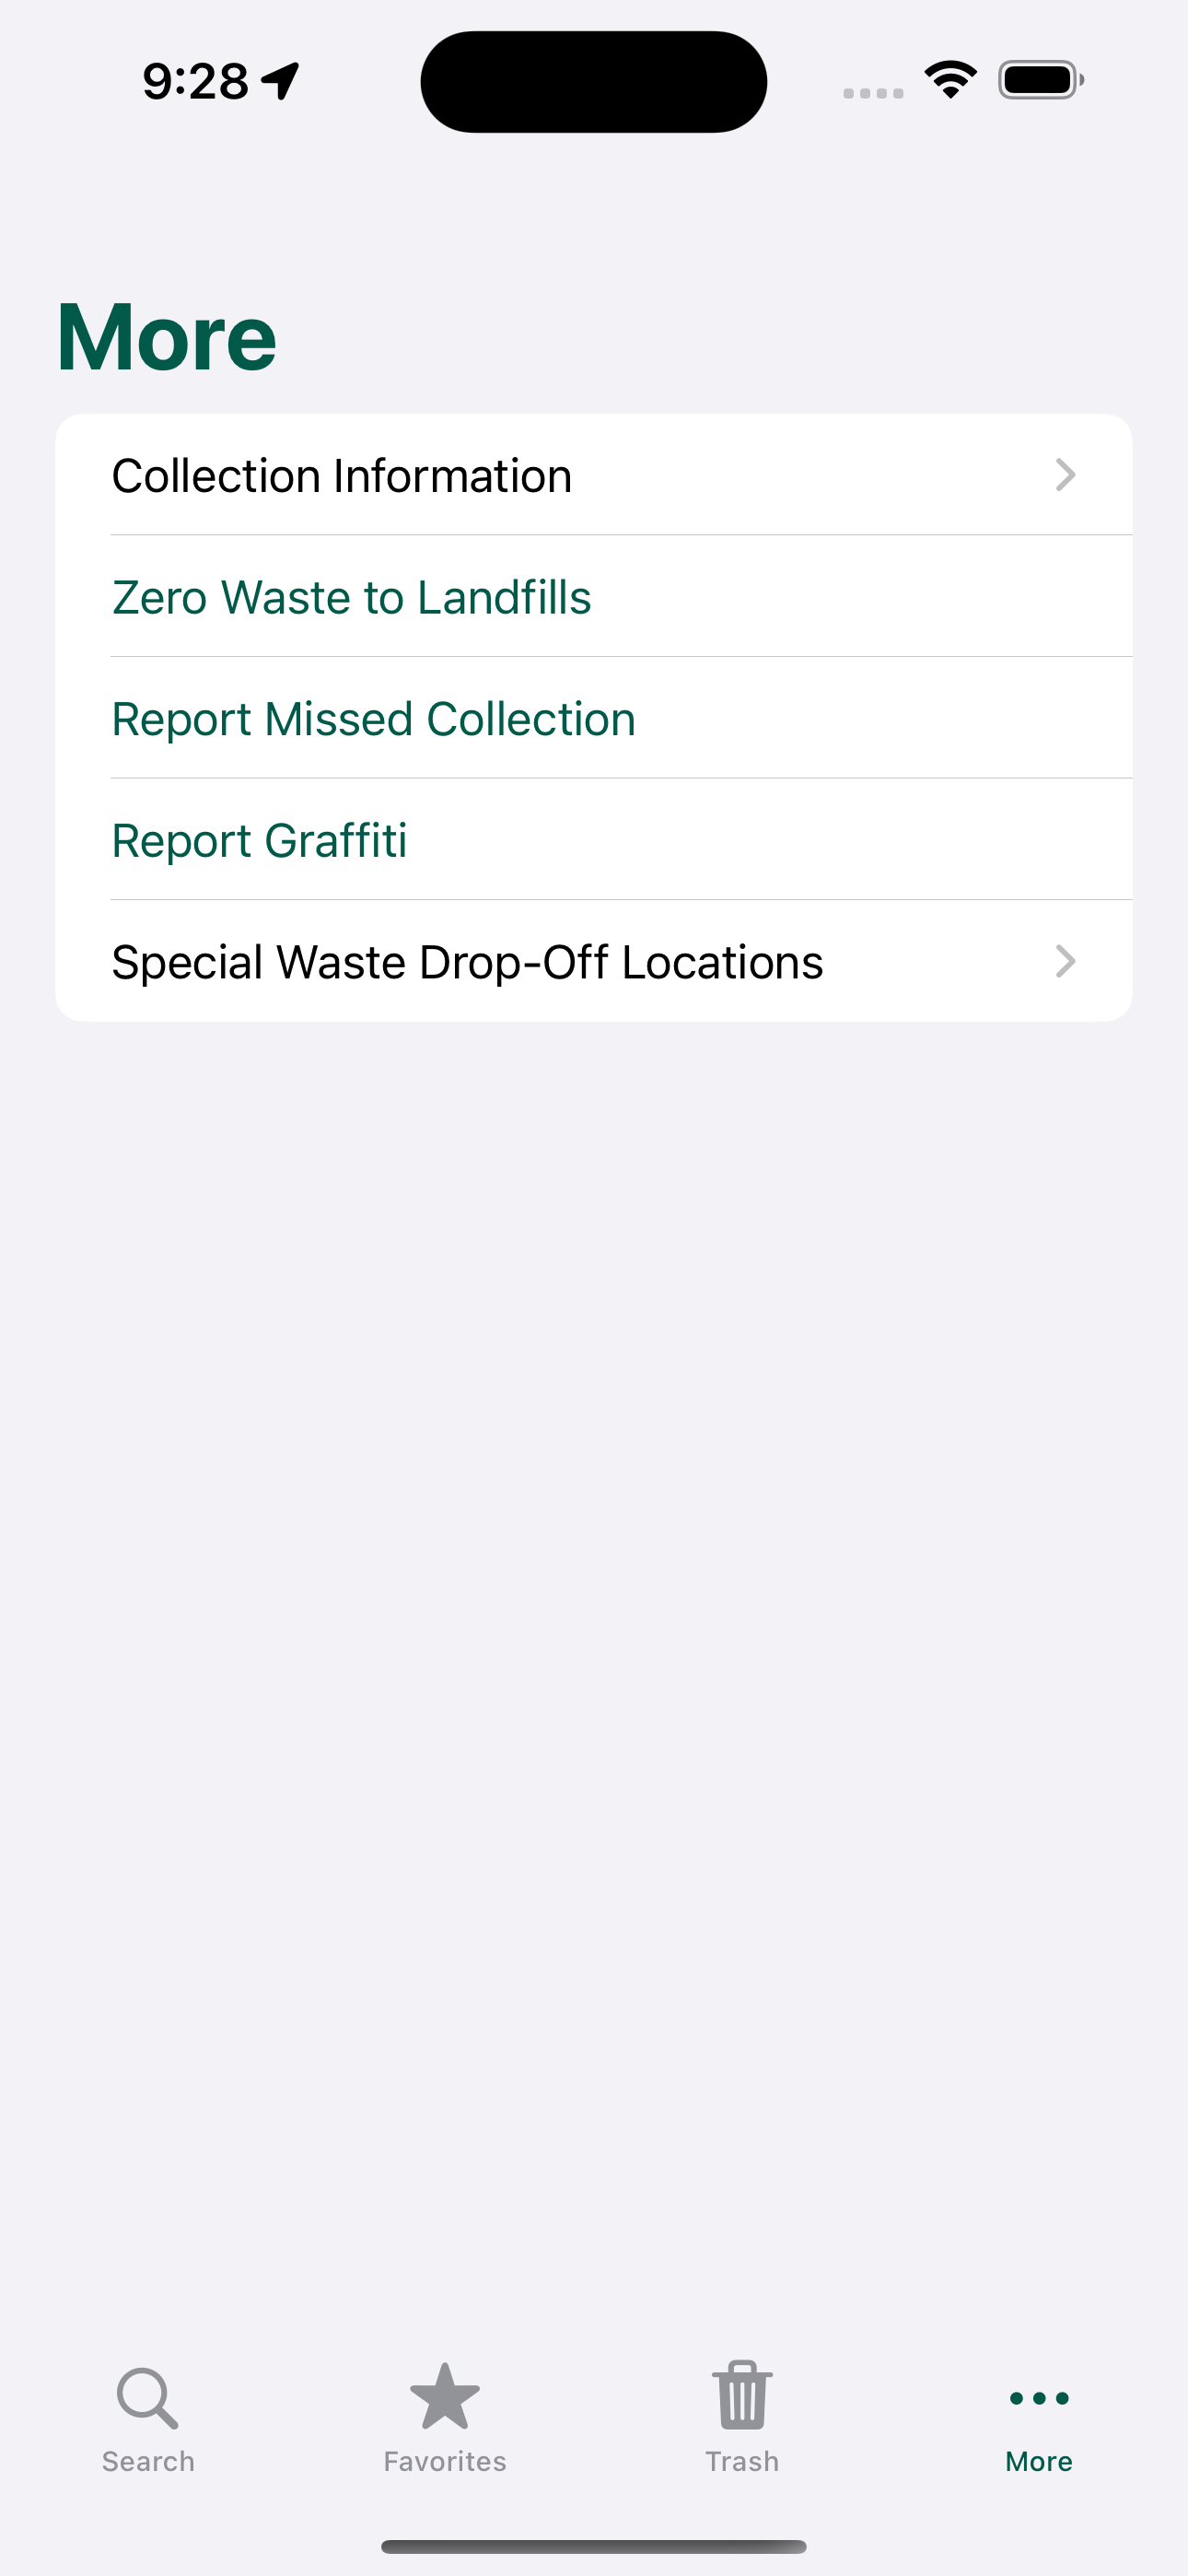 9:28
More
Collection Information
Zero Waste to Landfills
Report Missed Collection
Report Graffiti
Special Waste Drop-Off Locations
Search
Favorites
Trash
More